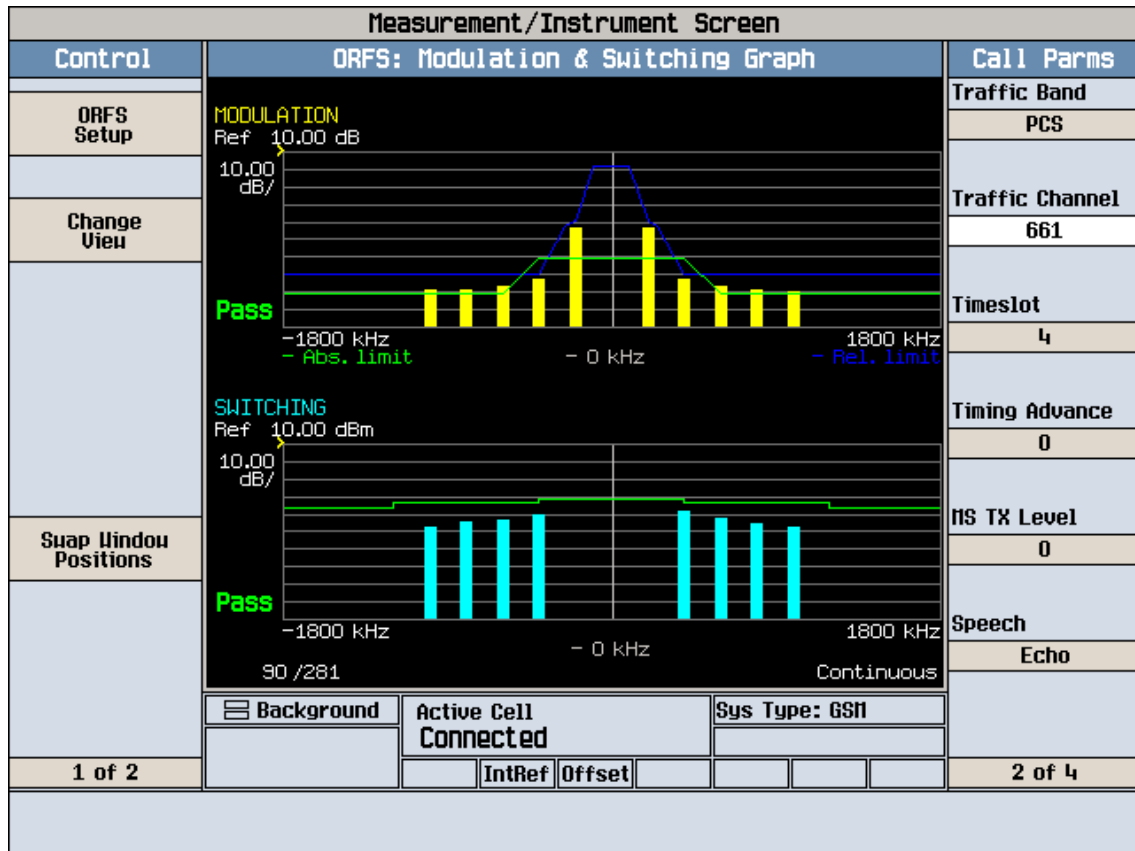 Measurement/Instrument Screen
Control
ORFS: Modulation & Switching Graph
Call Parms
ORFS
Setup
Change
View
Swap Window
Positions
1 of 2
MODULATION
Ref 10.00 dB
10.00
dB/
Pass
-1800 kHz
1800 kHz
- Abs. limit
- 0 kHz
- Rel. limit
SWITCHING
Ref 10.00 dBm
10.00
dB/
Pass
-1800 kHz
1800 kHz
- 0 kHz
90 /281
Continuous
Background
Active Cell
Connected
Sys Type: GSM
IntRef
Offset
Traffic Band
PCS
Traffic Channel
661
Timeslot
4
Timing Advance
0
MS TX Level
0
Speech
Echo
2 of 4